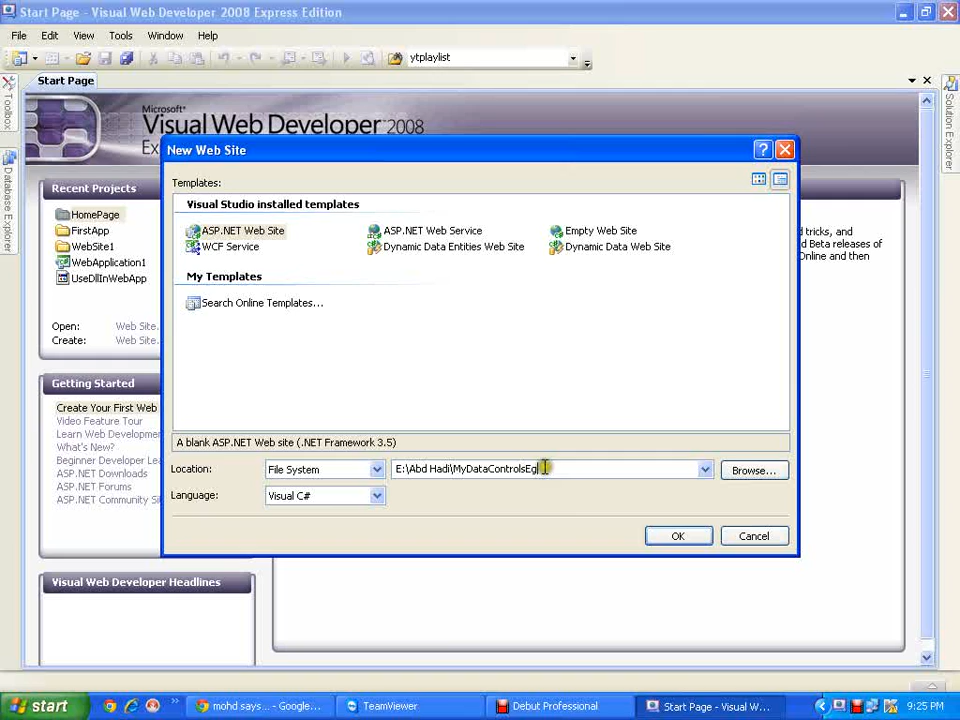 Start Page - Visual Web Developer 2008 Express Edition
File Edit View Tools Window Help
ytplaylist
Toolbox
Database Explorer
Solution Explorer
Start Page
Microsoft®
Visual Web Developer 2008
Ex
Recent Projects
HomePage
FirstApp
WebSite1
WebApplication1
UseDllInWebApp
Open: Web Site.
Create: Web Site.
Getting Started
Create Your First Web
Video Feature Tour
Learn Web Developme
What's New?
Beginner Developer Lea
ASP.NET Downloads
ASP.NET Forums
ASP.NET Community Si
Visual Web Developer Headlines
d tricks, and
d Beta releases of
Online and then
New Web Site
Templates:
Visual Studio installed templates
ASP.NET Web Site ASP.NET Web Service Empty Web Site
WCF Service Dynamic Data Entities Web Site Dynamic Data Web Site
My Templates
Search Online Templates...
A blank ASP.NET Web site (.NET Framework 3.5)
Location: File System E:\Abd Hadi\MyDataControlsEg Browse...
Language: Visual C#
OK Cancel
start mohd says... - Google... TeamViewer Debut Professional Start Page - Visual W... 9:25 PM